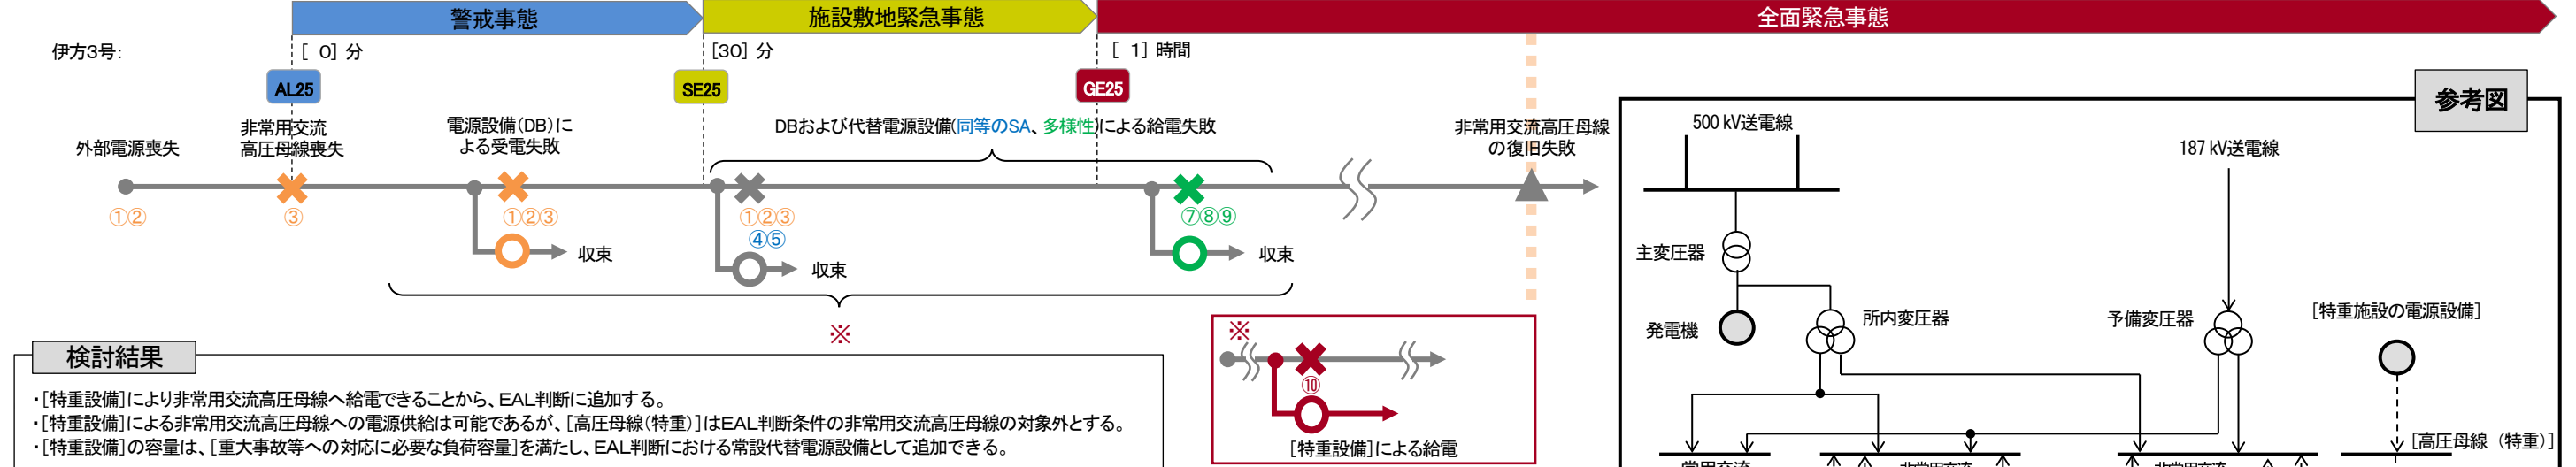 警戒事態
施設敷地緊急事態
全面緊急事態
伊方3号:
[ 0] 分
[30] 分
[ 1] 時間
AL25
SE25
GE25
外部電源喪失
非常用交流
高圧母線喪失
電源設備(DB)に
よる受電失敗
DBおよび代替電源設備(同等のSA、多様性)による給電失敗
非常用交流高圧母線
の復旧失敗
①②
③
①②③
①②③
④⑤
⑦⑧⑨
収束
収束
収束
※
検討結果
・[特重設備]により非常用交流高圧母線へ給電できることから、EAL判断に追加する。
・[特重設備]による非常用交流高圧母線への電源供給は可能であるが、[高圧母線(特重)]はEAL判断条件の非常用交流高圧母線の対象外とする。
・[特重設備]の容量は、[重大事故等への対応に必要な負荷容量]を満たし、EAL判断における常設代替電源設備として追加できる。
※
⑩
[特重設備]による給電
参考図
500 kV送電線
187 kV送電線
主変圧器
発電機
所内変圧器
予備変圧器
[特重施設の電源設備]
[高圧母線（特重）]
常用交流
非常用交流
非常用交流